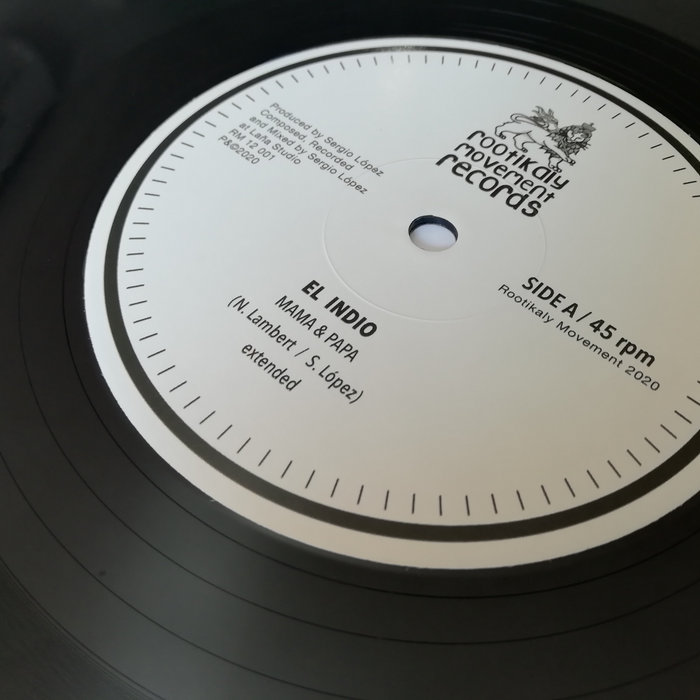 rootikaly
movement
records
Produced by Sergio López
Composed, Recorded
and Mixed by Sergio López
at Laña Studio
RM 12 001
P&©2020
SIDE A / 45 rpm
Rootikaly Movement 2020
EL INDIO
MAMA & PAPA
(N. Lambert / S. López)
extended